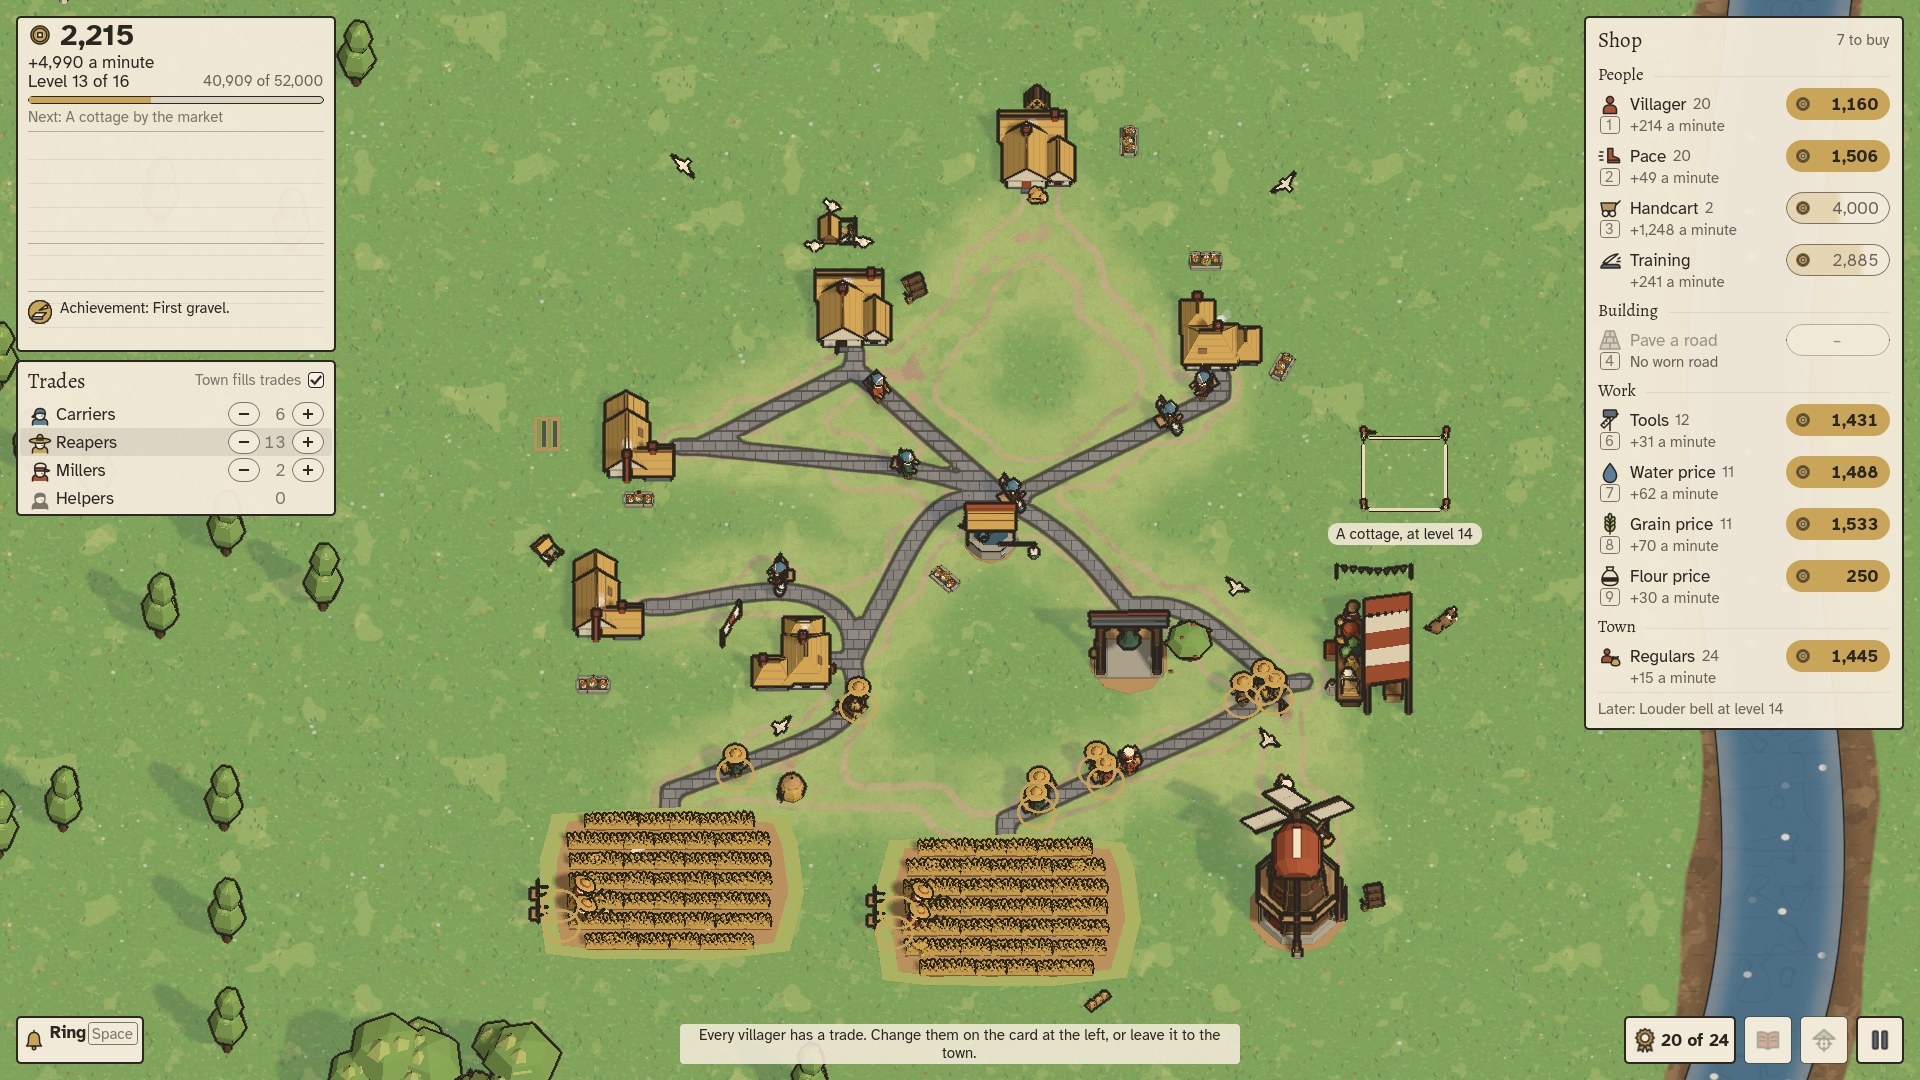 2,215
+4,990 a minute
Level 13 of 16
40,909 of 52,000
Next: A cottage by the market
Achievement: First gravel.
Trades
Town fills trades
Carriers
6
Reapers
13
Millers
2
Helpers
0
A cottage, at level 14
Shop
7 to buy
People
Villager 20
1,160
1
+214 a minute
Pace 20
1,506
2
+49 a minute
Handcart 2
4,000
3
+1,248 a minute
Training
2,885
+241 a minute
Building
Pave a road
–
4
No worn road
Work
Tools 12
1,431
6
+31 a minute
Water price 11
1,488
7
+62 a minute
Grain price 11
1,533
8
+70 a minute
Flour price
250
9
+30 a minute
Town
Regulars 24
1,445
+15 a minute
Later: Louder bell at level 14
Ring Space
Every villager has a trade. Change them on the card at the left, or leave it to the
town.
20 of 24